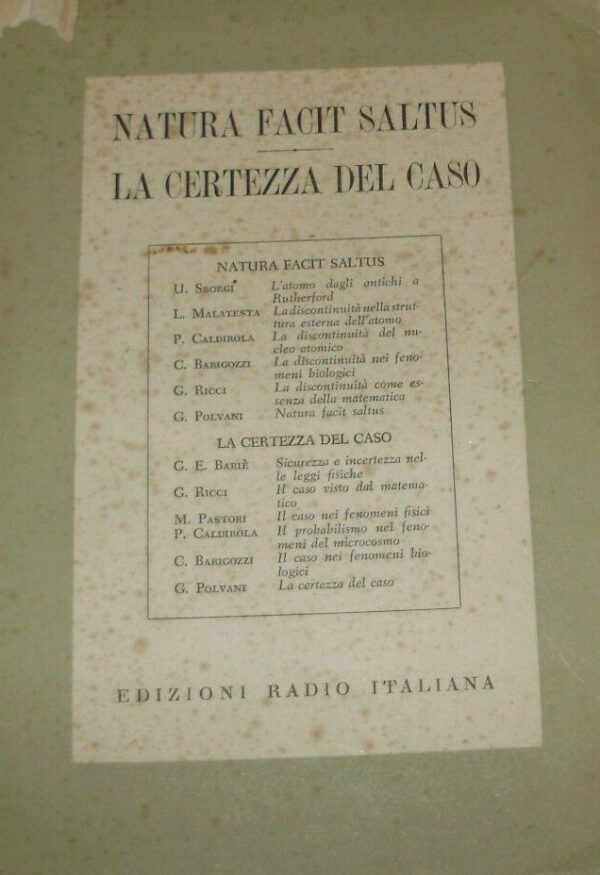 NATURA FACIT SALTUS
LA CERTEZZA DEL CASO
NATURA FACIT SALTUS
U. SBORGI L'atomo dagli antichi a
Rutherford
L. MALATESTA La discontinuità nella strut-
tura esterna dell'atomo
P. CALDIROLA La discontinuità del nu-
cleo atomico
C. BARIGOZZI La discontinuità nei feno-
meni biologici
G. RICCI La discontinuità come es-
senza della matematica
G. POLVANI Natura facit saltus
LA CERTEZZA DEL CASO
G. E. BARIÈ Sicurezza e incertezza nel-
le leggi fisiche
G. RICCI Il caso visto dal matema-
tico
M. PASTORI Il caso nei fenomeni fisici
P. CALDIROLA Il probabilismo nei feno-
meni del microcosmo
C. BARIGOZZI Il caso nei fenomeni bio-
logici
G. POLVANI La certezza del caso
EDIZIONI RADIO ITALIANA